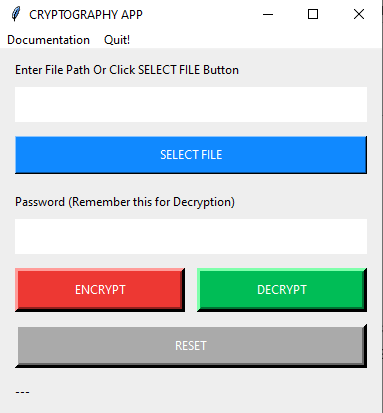 CRYPTOGRAPHY APP
Documentation Quit!
Enter File Path Or Click SELECT FILE Button
SELECT FILE
Password (Remember this for Decryption)
ENCRYPT DECRYPT
RESET
---